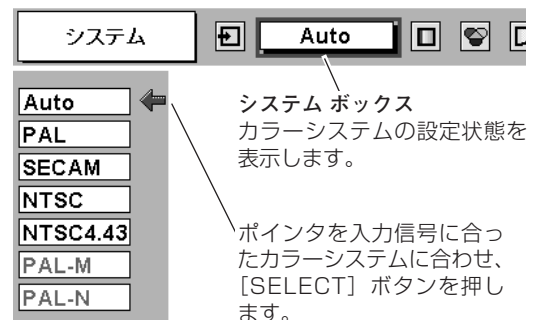 システム
Auto
Auto
PAL
SECAM
NTSC
NTSC4.43
PAL-M
PAL-N
システム ボックス
カラーシステムの設定状態を
表示します。
ポインタを入力信号に合っ
たカラーシステムに合わせ、
［SELECT］ボタンを押し
ます。